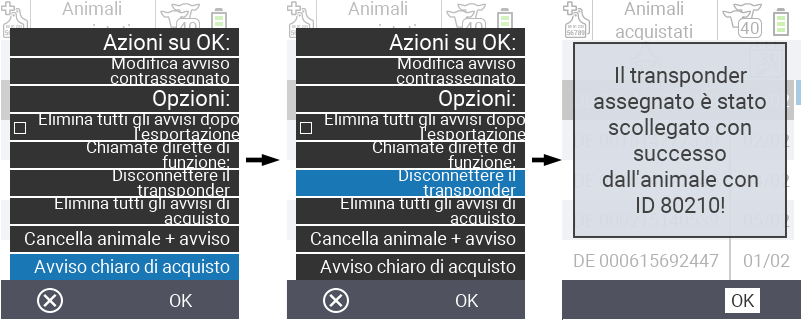 Animali
acquistati
40
Azioni su OK:
Modifica avviso
contrassegnato
Opzioni:
Elimina tutti gli avvisi dopo
l'esportazione
Chiamate dirette di
funzione:
Disconnettere il
transponder
Elimina tutti gli avvisi di
acquisto
Cancella animale + avviso
Avviso chiaro di acquisto
OK
Animali
acquistati
40
Azioni su OK:
Modifica avviso
contrassegnato
Opzioni:
Elimina tutti gli avvisi dopo
l'esportazione
Chiamate dirette di
funzione:
Disconnettere il
transponder
Elimina tutti gli avvisi di
acquisto
Cancella animale + avviso
Avviso chiaro di acquisto
OK
Animali
acquistati
40
Il transponder
assegnato è stato
scollegato con
successo
dall'animale con
ID 80210!
DE 000615692447 01/02
OK